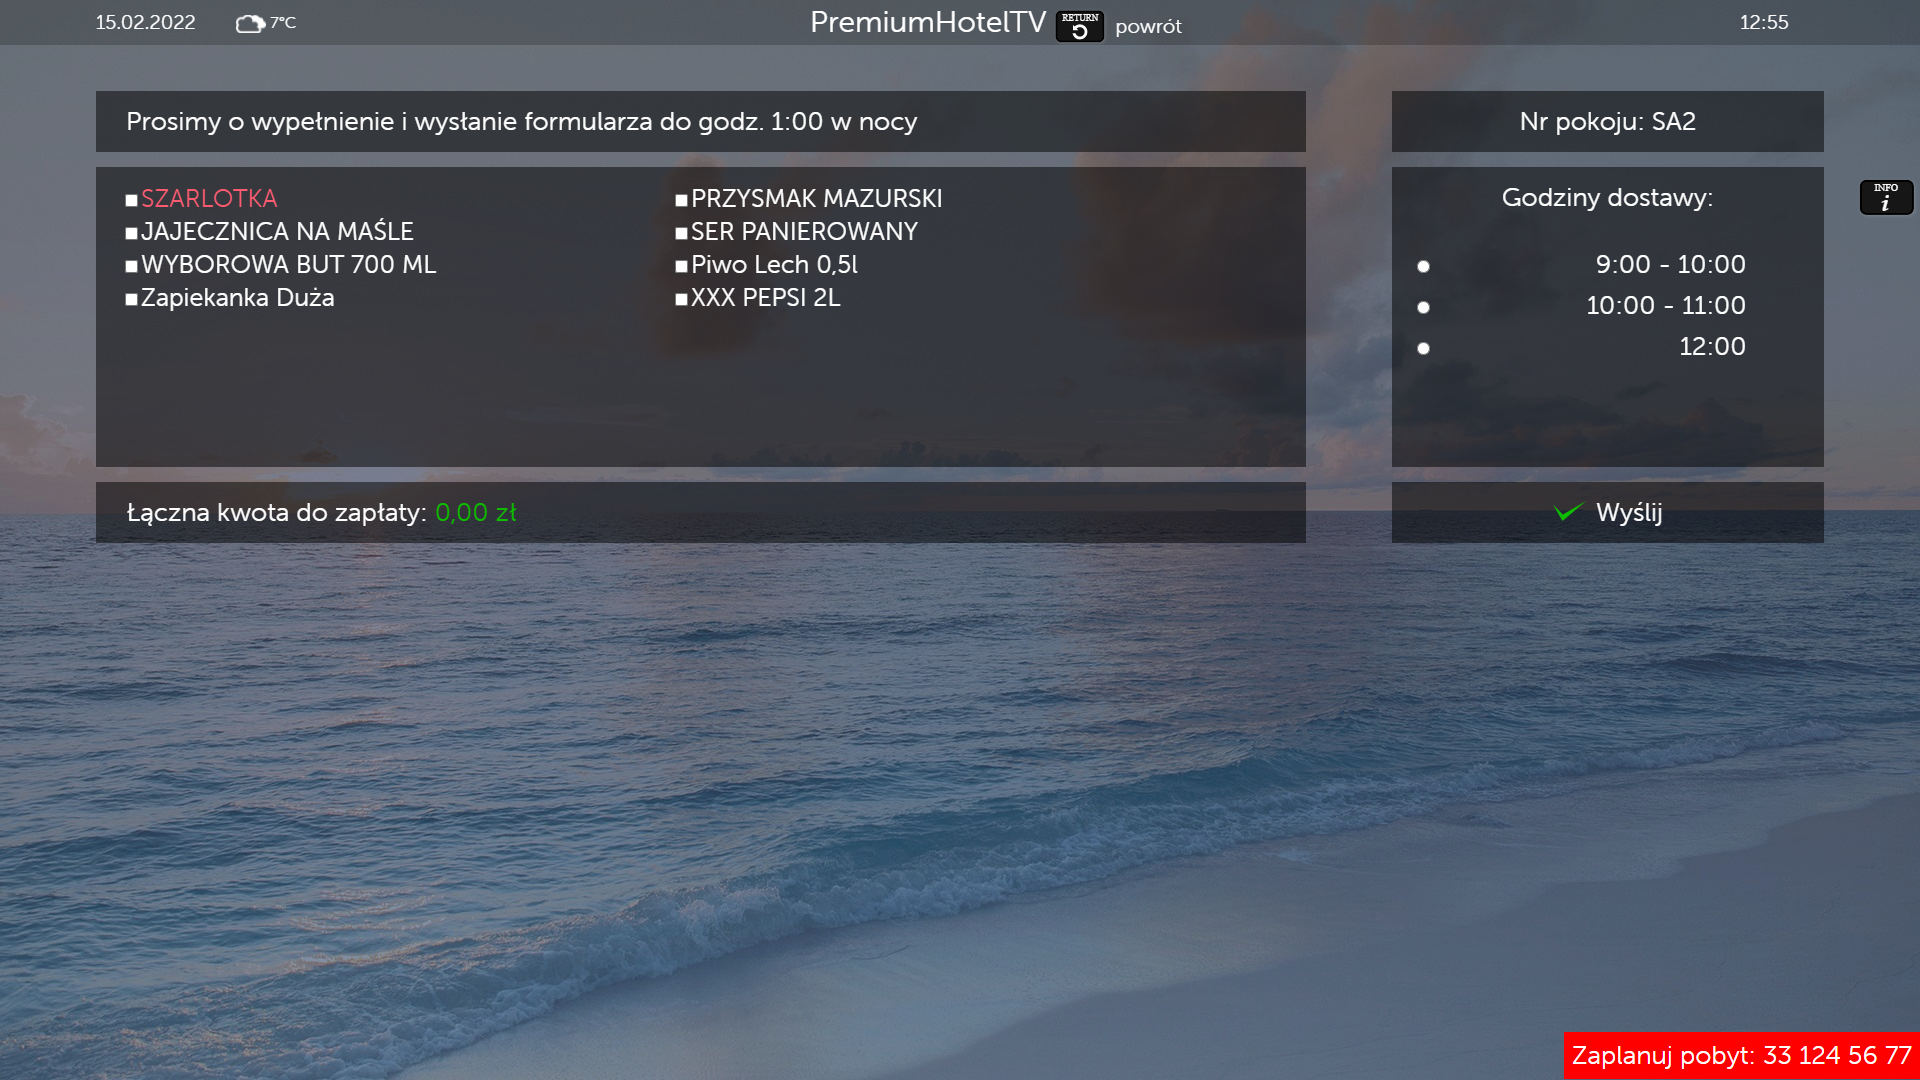 15.02.2022
7°C
PremiumHotelTV
RETURN
powrót
12:55
Prosimy o wypełnienie i wysłanie formularza do godz. 1:00 w nocy
Nr pokoju: SA2
SZARLOTKA
JAJECZNICA NA MAŚLE
WYBOROWA BUT 700 ML
Zapiekanka Duża
PRZYSMAK MAZURSKI
SER PANIEROWANY
Piwo Lech 0,5l
XXX PEPSI 2L
Godziny dostawy:
9:00 - 10:00
10:00 - 11:00
12:00
INFO
i
Łączna kwota do zapłaty: 0,00 zł
Wyślij
Zaplanuj pobyt: 33 124 56 77